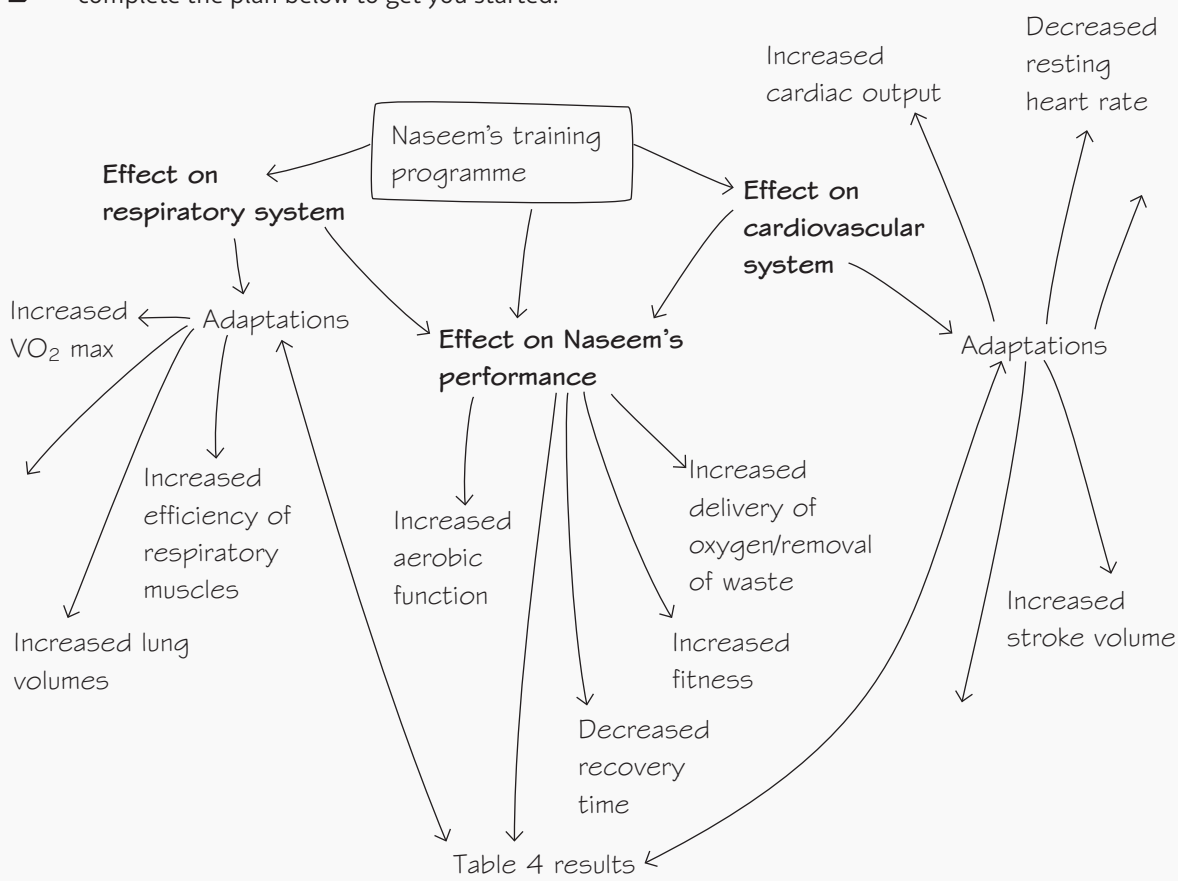 complete the plan below to get you started.
Naseem's training
programme
Effect on
respiratory system
Effect on
cardiovascular
system
Increased
cardiac output
Decreased
resting
heart rate
Increased
VO₂ max
Adaptations
Effect on Naseem's
performance
Adaptations
Increased
efficiency of
respiratory
muscles
Increased lung
volumes
Increased
aerobic
function
Increased
delivery of
oxygen/removal
of waste
Increased
fitness
Decreased
recovery
time
Increased
stroke volume
Table 4 results